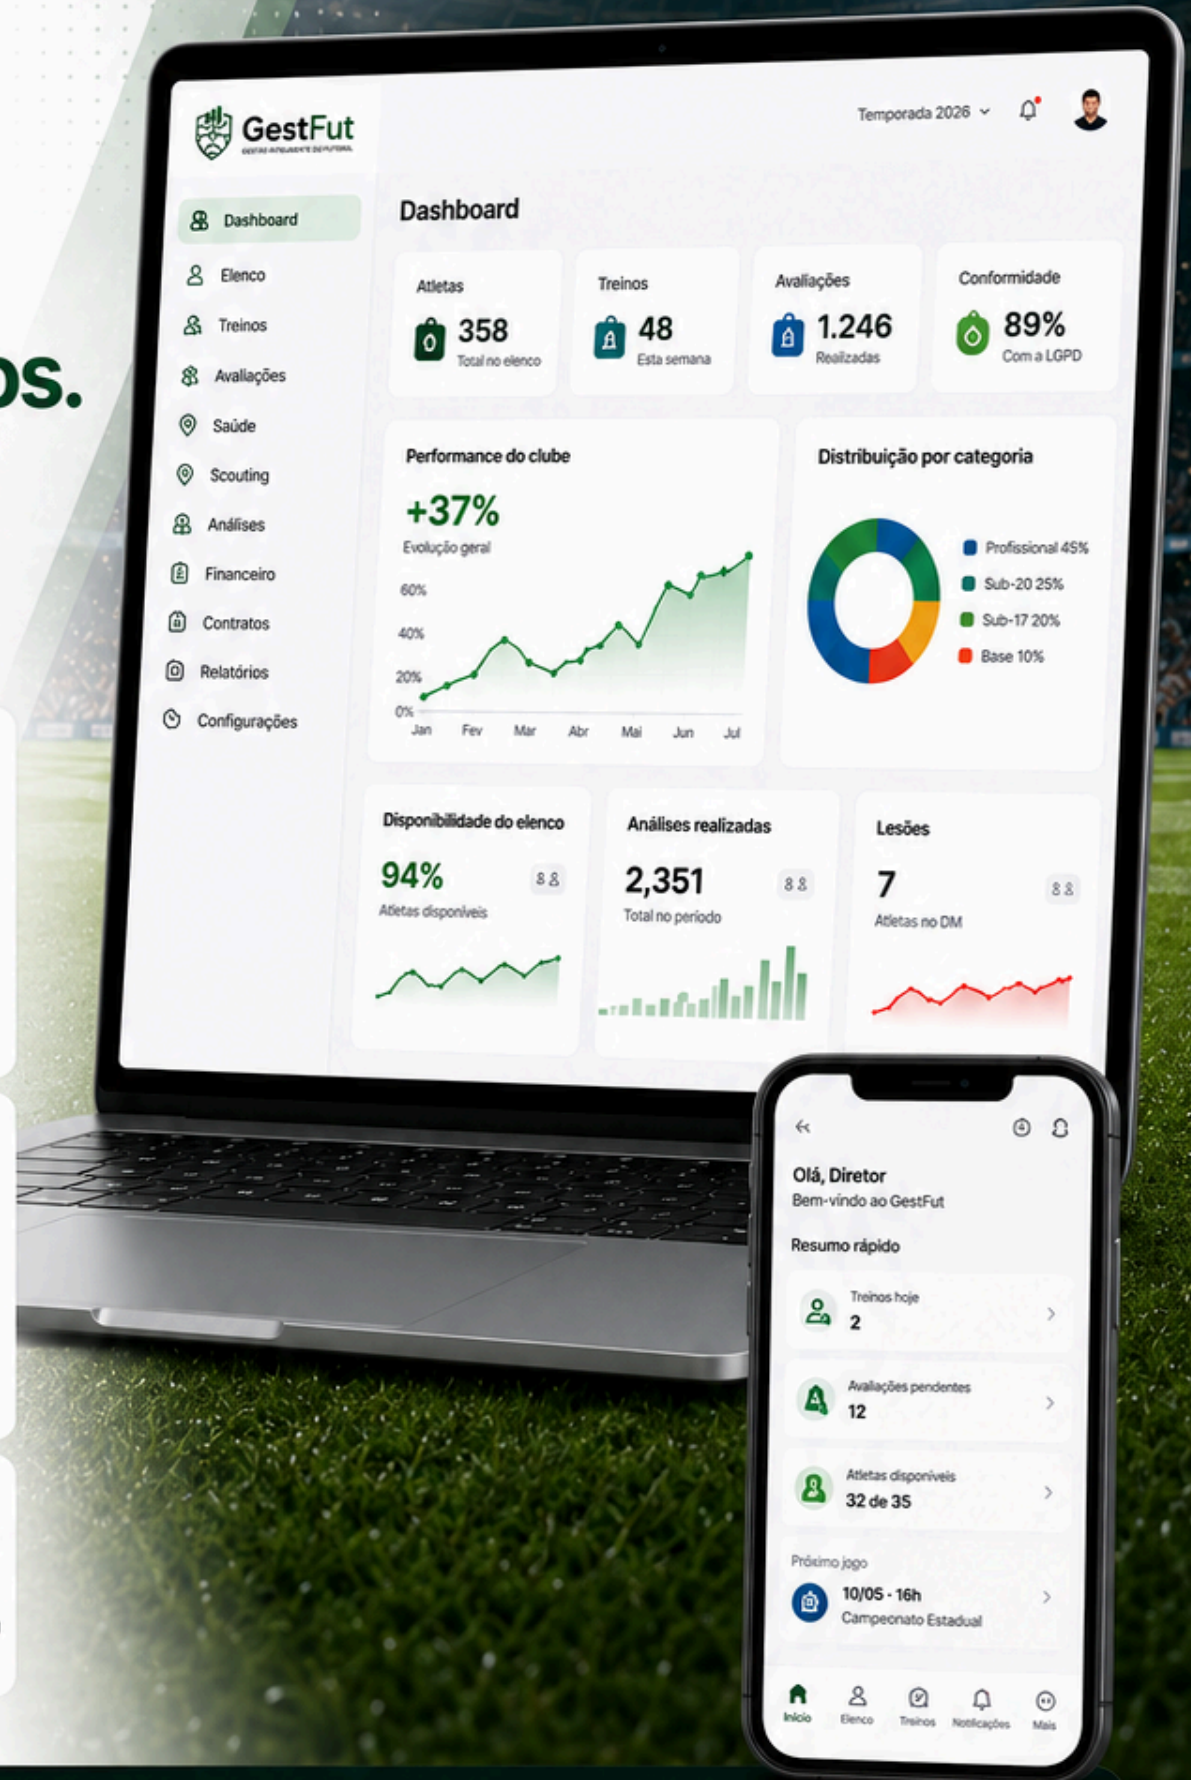 os.
GestFut
Temporada 2026
Dashboard
Elenco
Treinos
Avaliações
Saúde
Scouting
Análises
Financeiro
Contratos
Relatórios
Configurações
Dashboard
Atletas
358
Total no elenco
Treinos
48
Esta semana
Avaliações
1.246
Realizadas
Conformidade
89%
Com a LGPD
Performance do clube
+37%
Evolução geral
60%
40%
20%
0%
Jan Fev Mar Abr Mai Jun Jul
Distribuição por categoria
Profissional 45%
Sub-20 25%
Sub-17 20%
Base 10%
Disponibilidade do elenco
94%
Atletas disponíveis
Análises realizadas
2,351
Total no período
Lesões
7
Atletas no DM
Olá, Diretor
Bem-vindo ao GestFut
Resumo rápido
Treinos hoje
2
Avaliações pendentes
12
Atletas disponíveis
32 de 35
Próximo jogo
10/05 - 16h
Campeonato Estadual
Início Elenco Treinos Notificações Mais